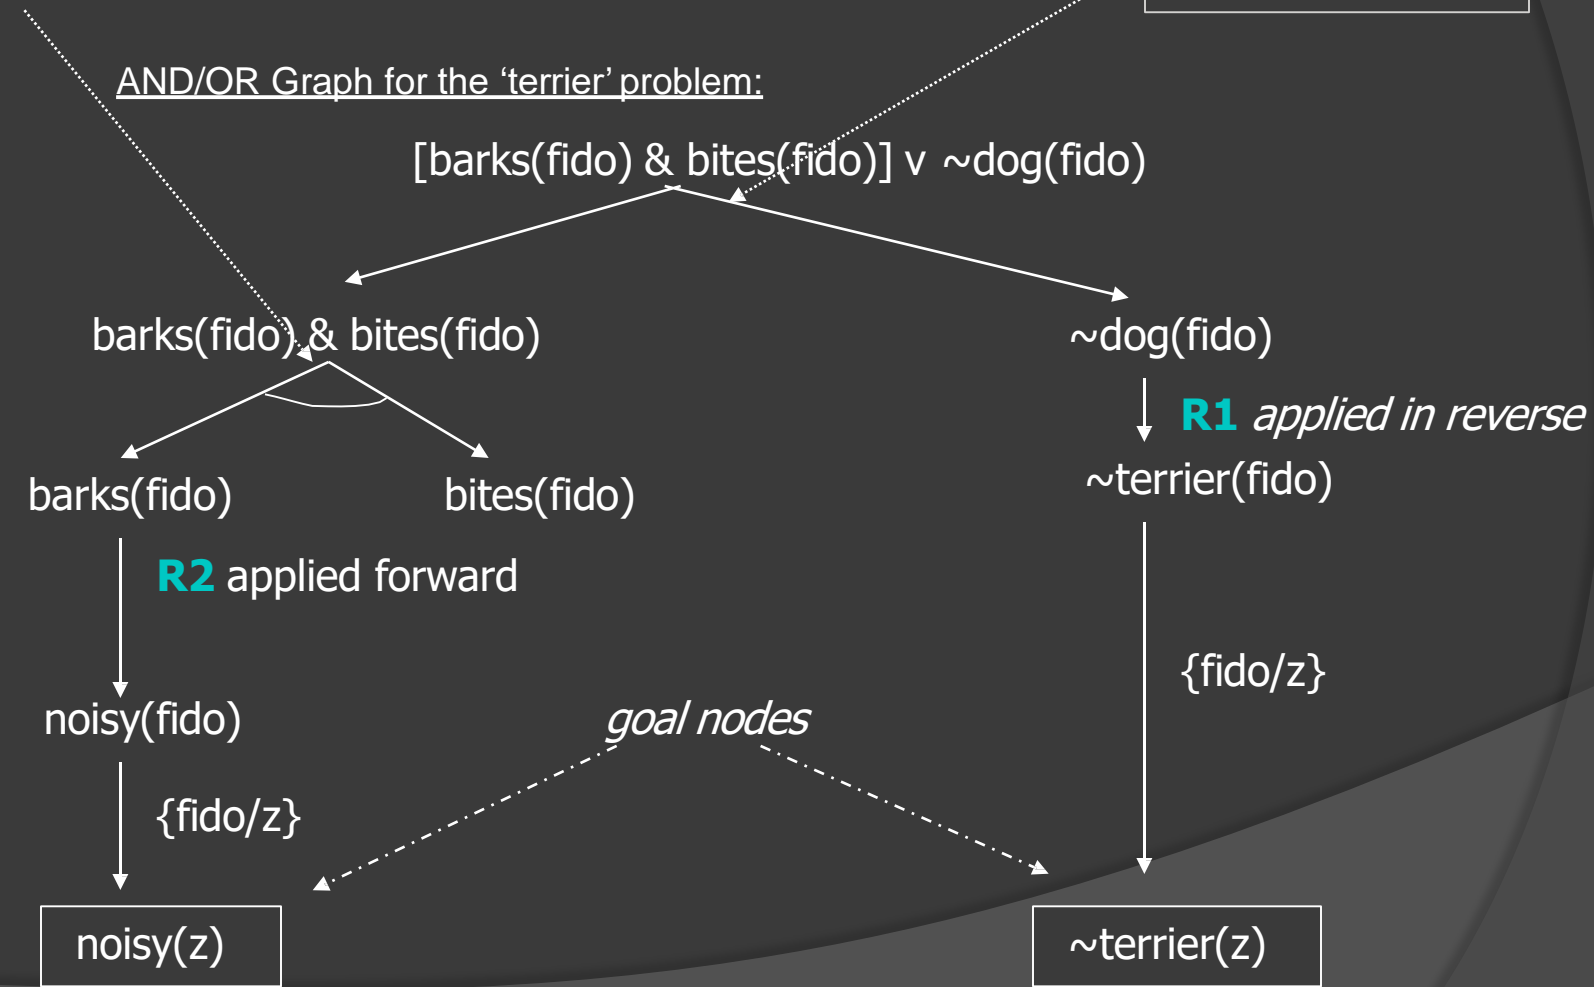 AND/OR Graph for the ‘terrier’ problem:
[barks(fido) & bites(fido)] v ~dog(fido)
barks(fido) & bites(fido)
~dog(fido)
R1 applied in reverse
barks(fido)
bites(fido)
~terrier(fido)
R2 applied forward
{fido/z}
noisy(fido)
goal nodes
{fido/z}
noisy(z)
~terrier(z)